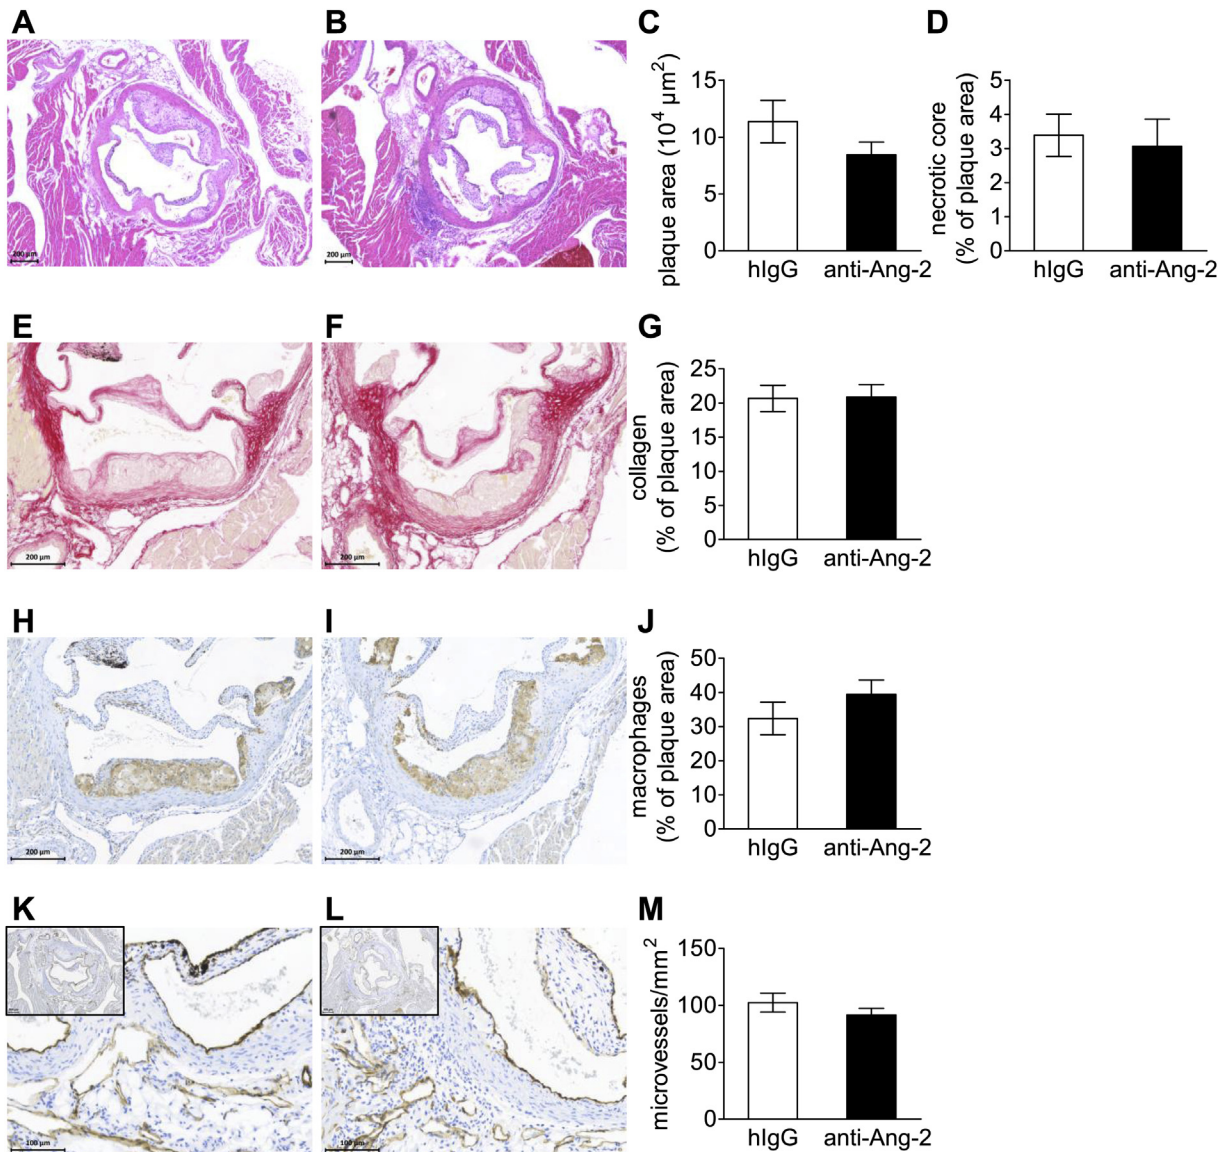 A
B
C
D
200 µm
200 µm
plaque area (10⁴ µm²)
15
10
5
0
hIgG
anti-Ang-2
necrotic core
(% of plaque area)
5
4
3
2
1
0
hIgG
anti-Ang-2
E
F
G
200 µm
200 µm
collagen
(% of plaque area)
25
20
15
10
5
0
hIgG
anti-Ang-2
H
I
J
200 µm
200 µm
macrophages
(% of plaque area)
50
40
30
20
10
0
hIgG
anti-Ang-2
K
L
M
100 µm
100 µm
microvessels/mm²
150
100
50
0
hIgG
anti-Ang-2